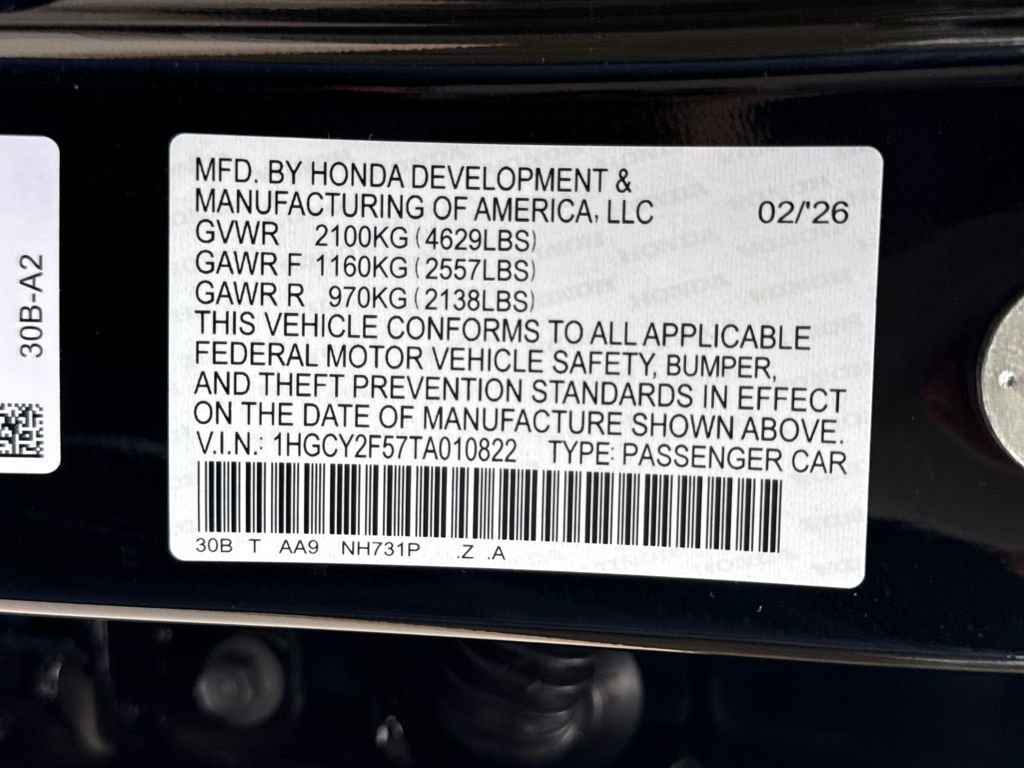 MFD. BY HONDA DEVELOPMENT &
MANUFACTURING OF AMERICA, LLC 02/'26
GVWR 2100KG (4629LBS)
GAWR F 1160KG (2557LBS)
GAWR R 970KG (2138LBS)
THIS VEHICLE CONFORMS TO ALL APPLICABLE
FEDERAL MOTOR VEHICLE SAFETY, BUMPER,
AND THEFT PREVENTION STANDARDS IN EFFECT
ON THE DATE OF MANUFACTURE SHOWN ABOVE.
V.I.N.: 1HGCY2F57TA010822 TYPE: PASSENGER CAR
30B T AA9 NH731P .Z .A
30B-A2